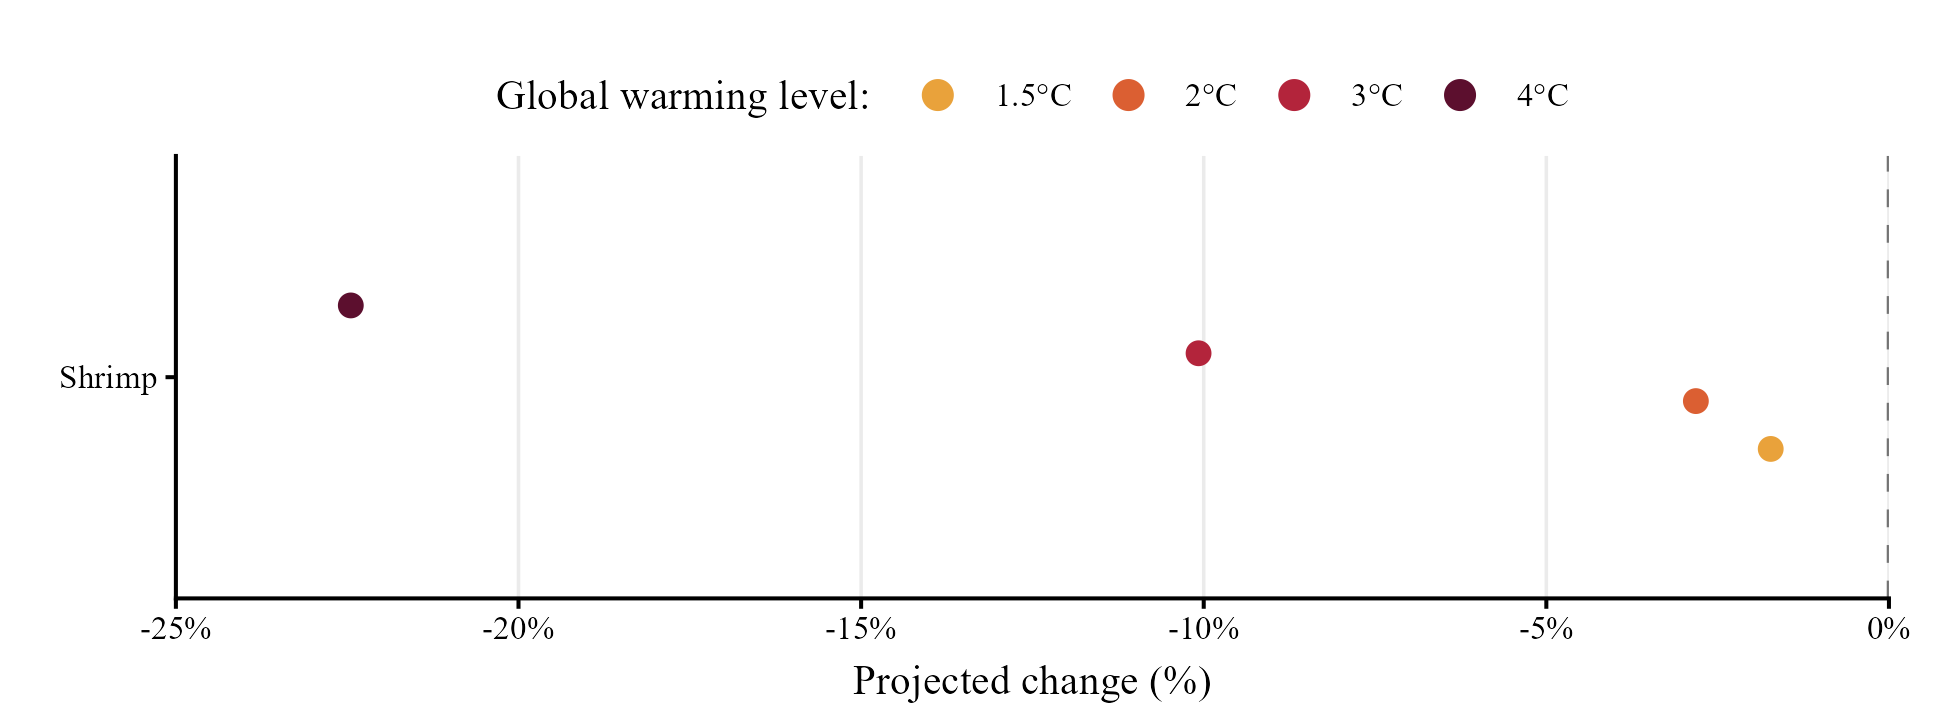 Global warming level: 1.5°C 2°C 3°C 4°C
Shrimp
-25% -20% -15% -10% -5% 0%
Projected change (%)